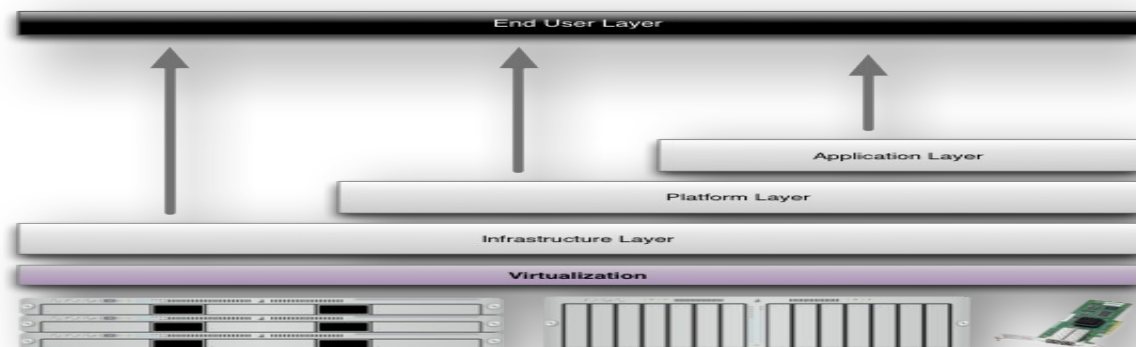 End User Layer
Application Layer
Platform Layer
Infrastructure Layer
Virtualization